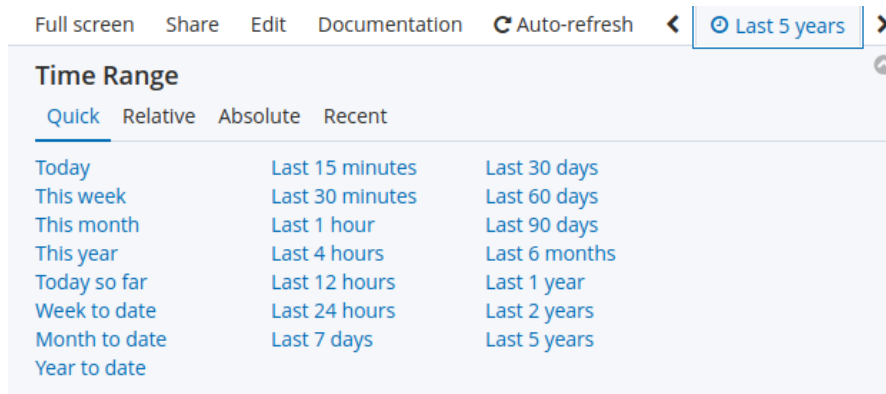 Full screen Share Edit Documentation Auto-refresh Last 5 years
Time Range
Quick Relative Absolute Recent
Today Last 15 minutes Last 30 days
This week Last 30 minutes Last 60 days
This month Last 1 hour Last 90 days
This year Last 4 hours Last 6 months
Today so far Last 12 hours Last 1 year
Week to date Last 24 hours Last 2 years
Month to date Last 7 days Last 5 years
Year to date